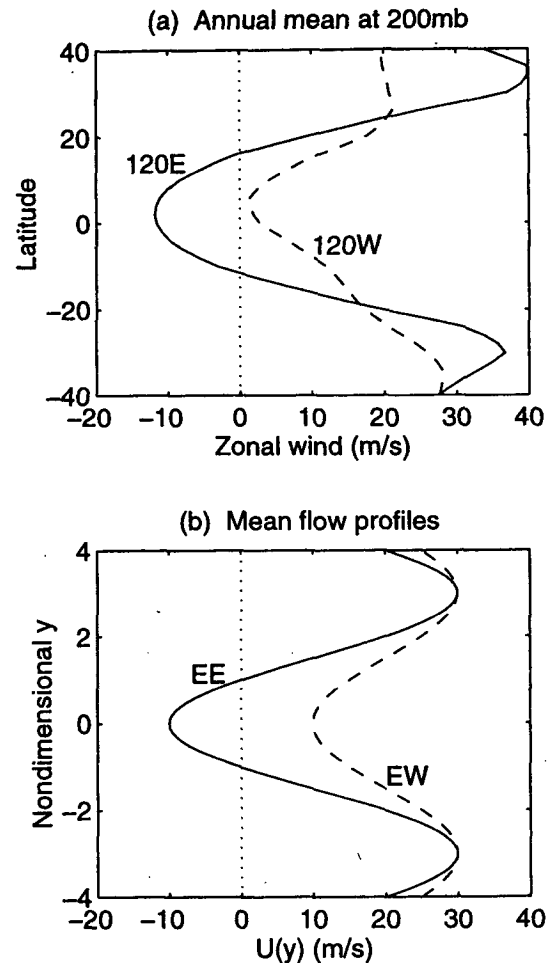 (a) Annual mean at 200mb
40
20
0
-20
-40
Latitude
120E
120W
-20 -10 0 10 20 30 40
Zonal wind (m/s)
(b) Mean flow profiles
4
2
0
-2
-4
Nondimensional y
EE
EW
-20 -10 0 10 20 30 40
U(y) (m/s)